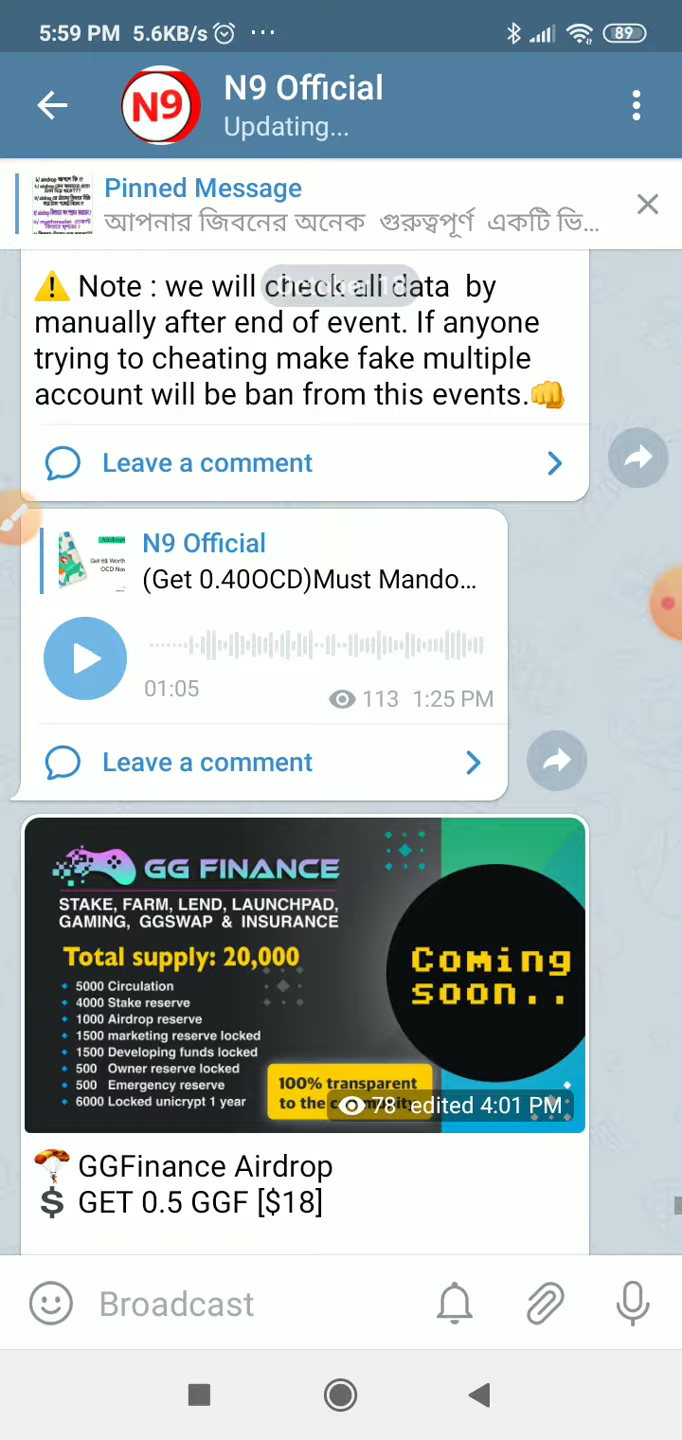 5:59 PM 5.6KB/s ... 89
N9
N9 Official
Updating...
Pinned Message
আপনার জিবনের অনেক গুরুত্বপূর্ণ একটি ভি...
Note : we will check all data by
manually after end of event. If anyone
trying to cheating make fake multiple
account will be ban from this events.
Leave a comment
N9 Official
(Get 0.40OCD)Must Mando...
01:05
113 1:25 PM
Leave a comment
GG FINANCE
STAKE, FARM, LEND, LAUNCHPAD,
GAMING, GGSWAP & INSURANCE
Total supply: 20,000
5000 Circulation
4000 Stake reserve
1000 Airdrop reserve
1500 marketing reserve locked
1500 Developing funds locked
500 Owner reserve locked
500 Emergency reserve
6000 Locked unicrypt 1 year
Coming
soon..
100% transparent
to the
78 edited 4:01 PM
GGFinance Airdrop
GET 0.5 GGF [$18]
Broadcast